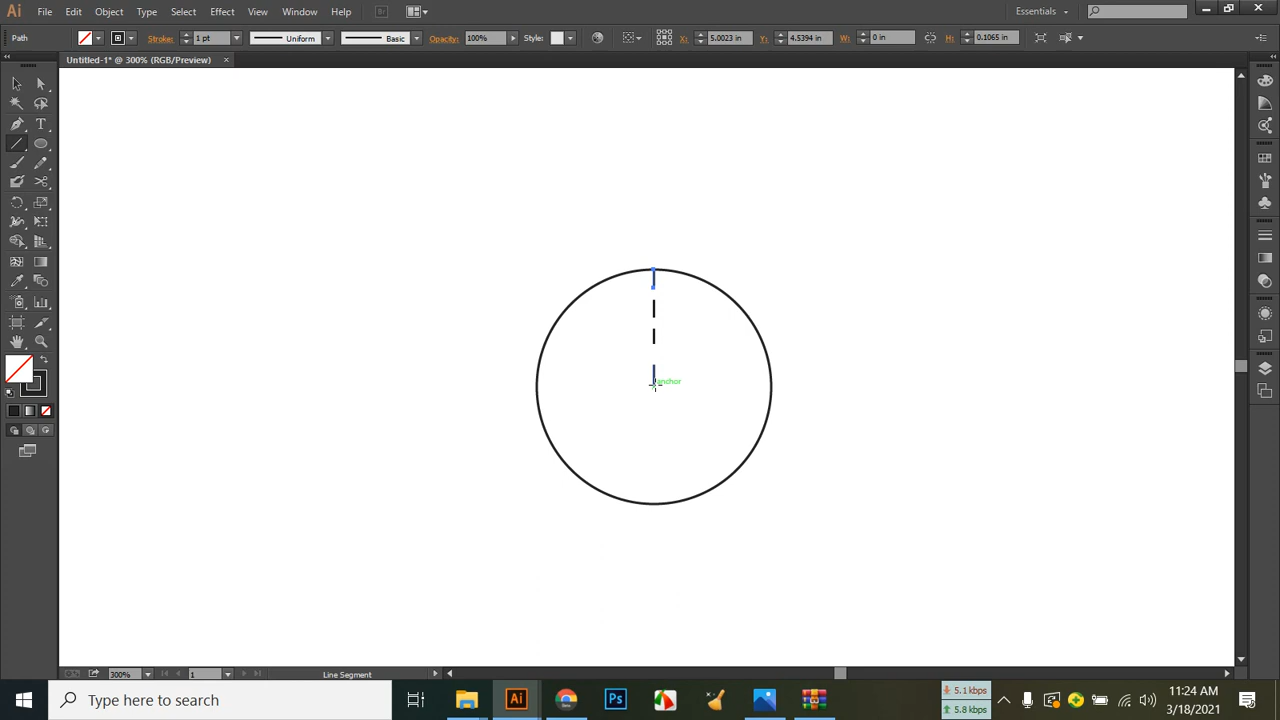 Ai File Edit Object Type Select Effect View Window Help Br Essentials
Path Stroke: 1 pt Uniform Basic Opacity: 100% Style: X: 5.0023 in Y: 4.5394 in W: 0 in H: 0.1065 in
Untitled-1* @ 300% (RGB/Preview) ×
anchor
300% 1 Line Segment
Type here to search Ai Ps 5.1 kbps 5.8 kbps 11:24 AM 3/18/2021